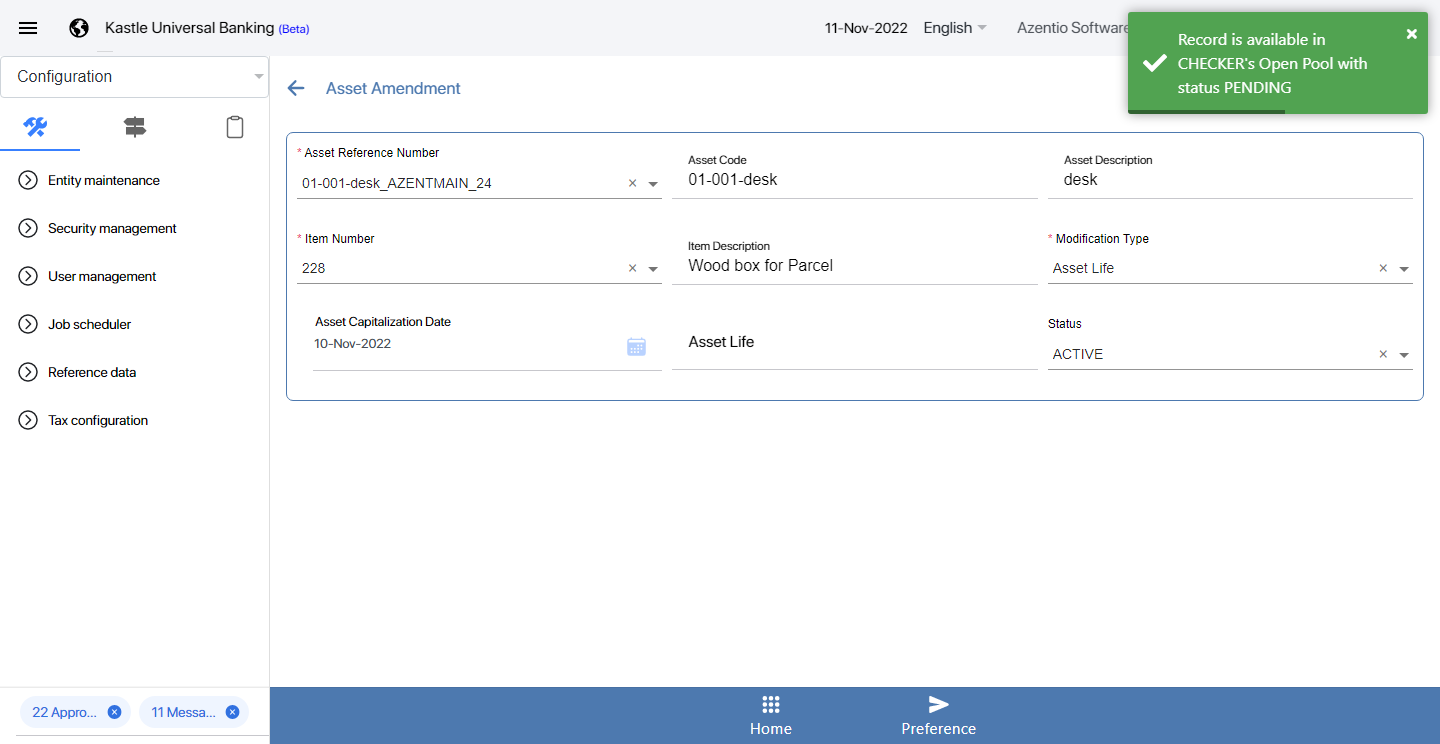 Kastle Universal Banking (Beta)
11-Nov-2022
English
Azentio Software
Record is available in
CHECKER's Open Pool with
status PENDING
Configuration
Asset Amendment
Entity maintenance
Security management
User management
Job scheduler
Reference data
Tax configuration
* Asset Reference Number
01-001-desk_AZENTMAIN_24
Asset Code
01-001-desk
Asset Description
desk
* Item Number
228
Item Description
Wood box for Parcel
* Modification Type
Asset Life
Asset Capitalization Date
10-Nov-2022
Asset Life
Status
ACTIVE
22 Appro...
11 Messa...
Home
Preference